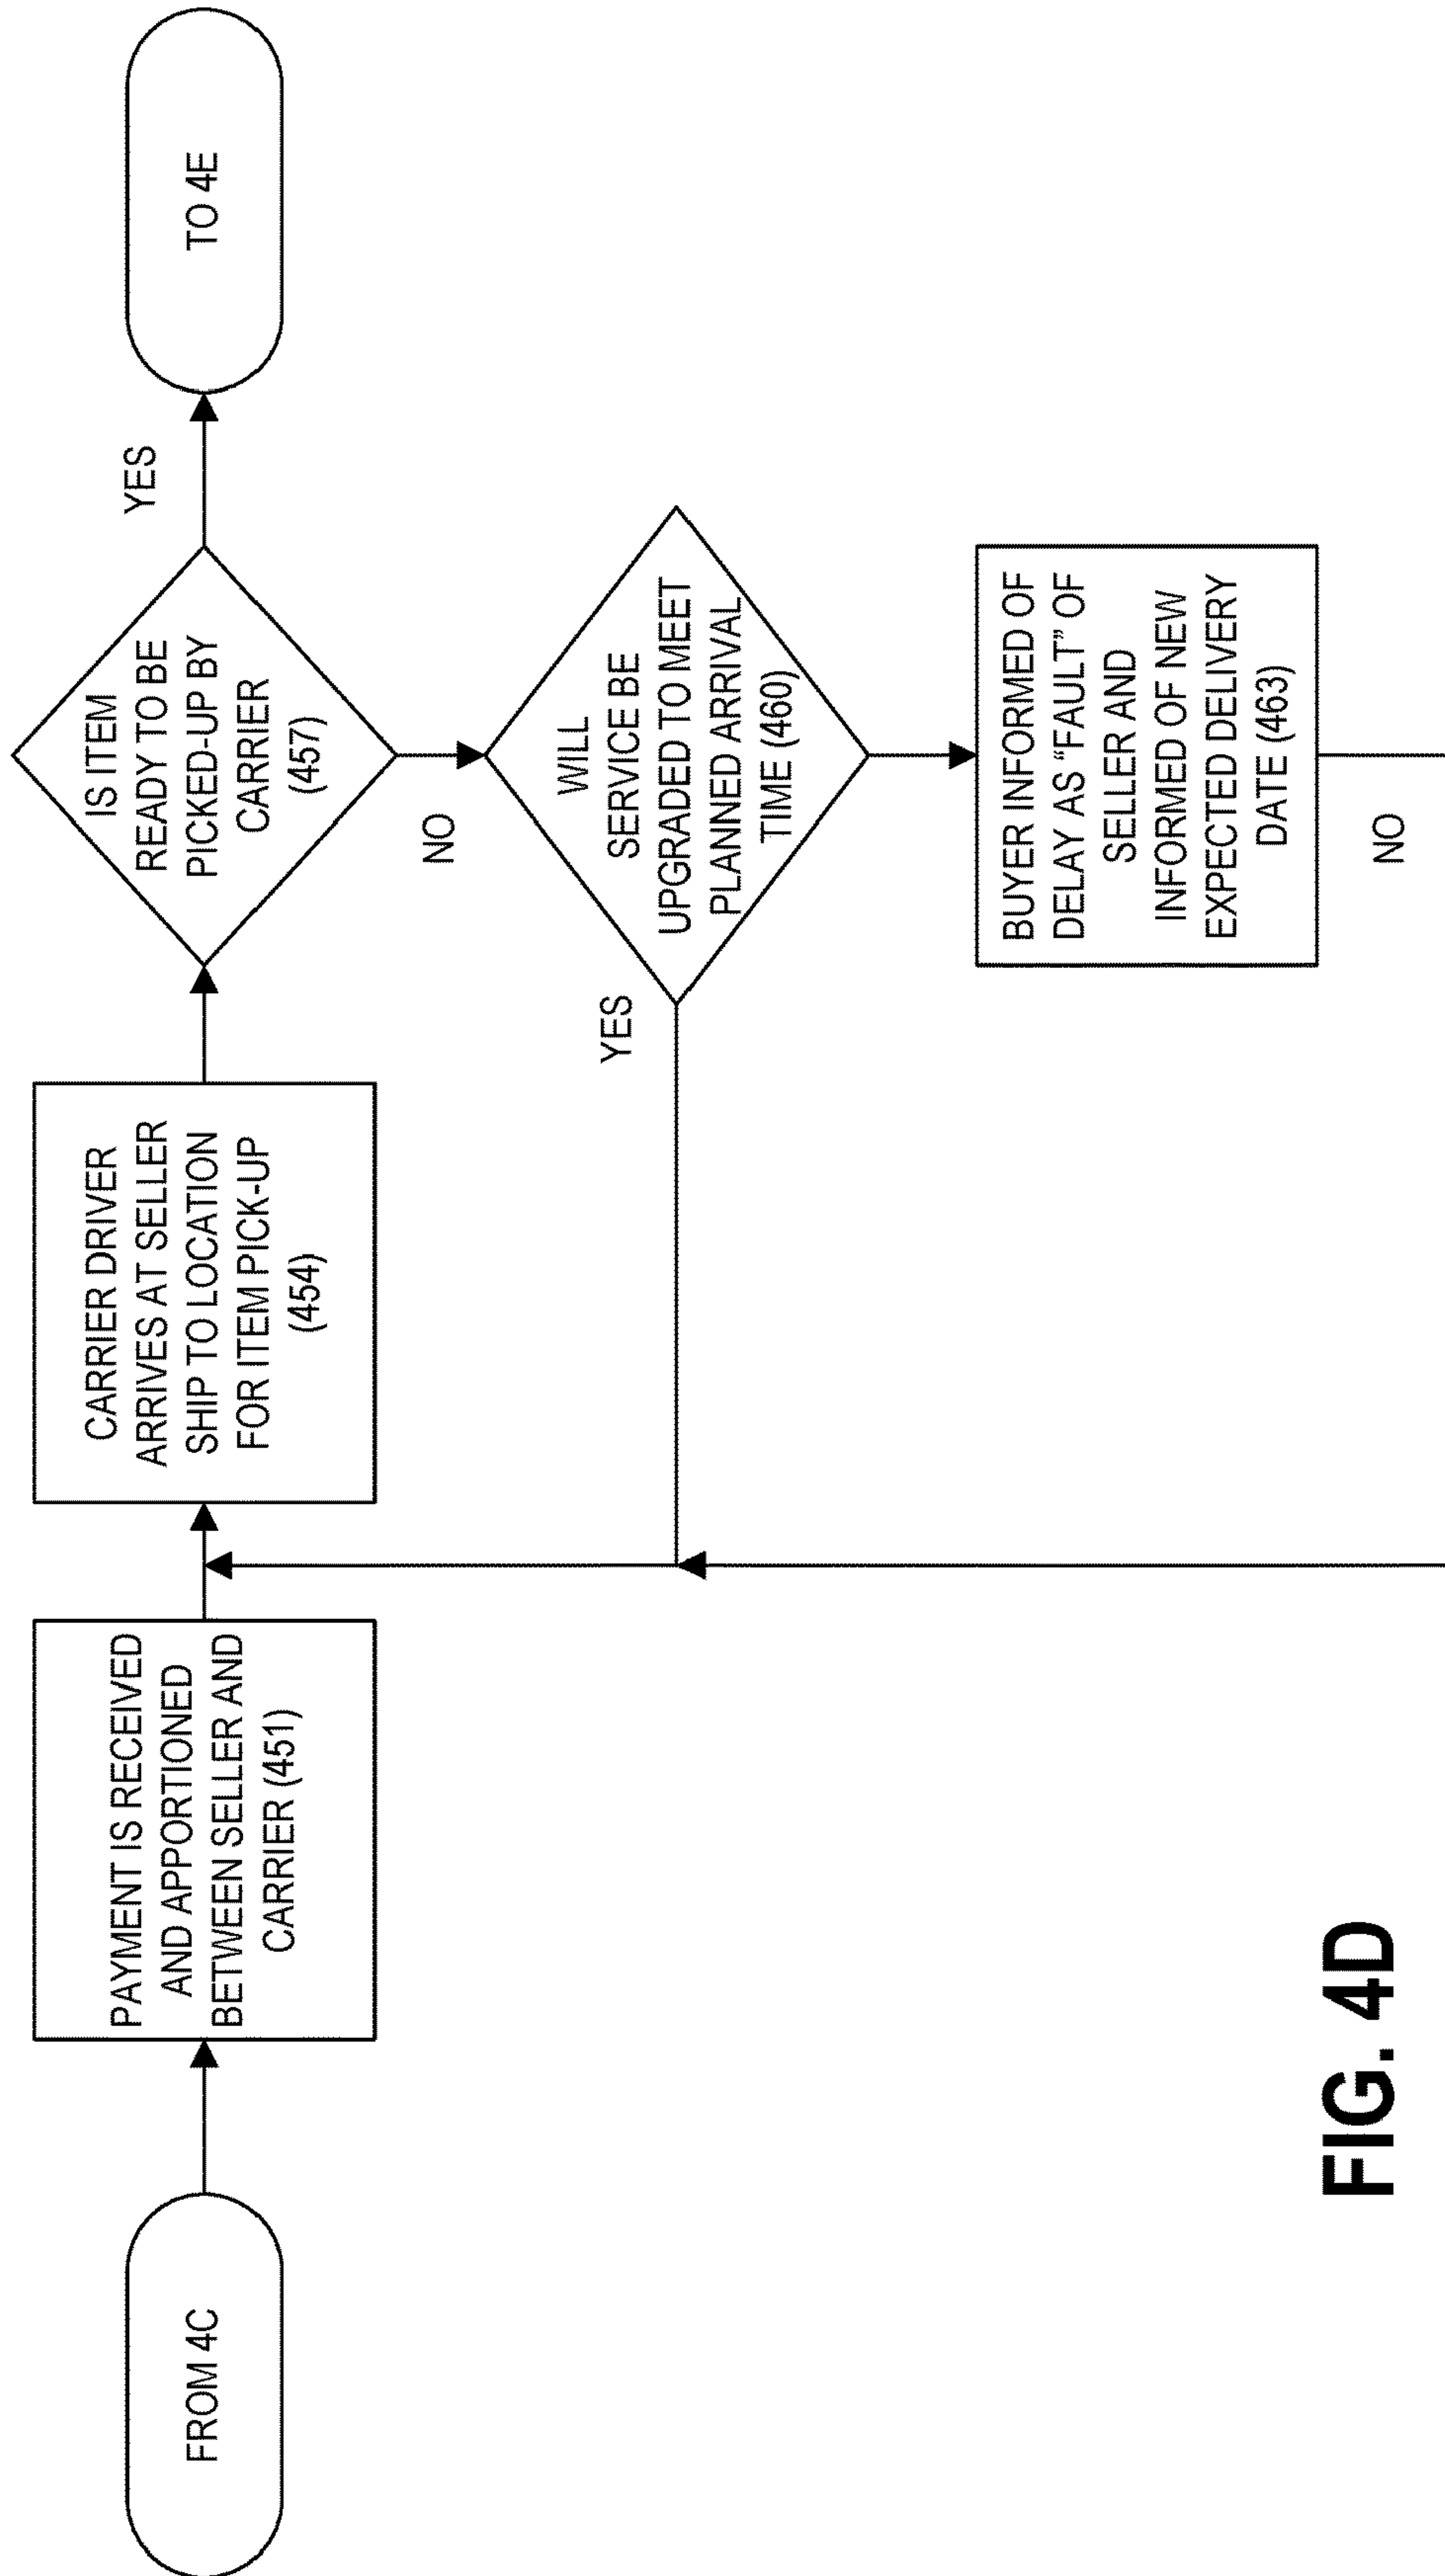 FROM 4C
PAYMENT IS RECEIVED
AND APPORTIONED
BETWEEN SELLER AND
CARRIER (451)
CARRIER DRIVER
ARRIVES AT SELLER
SHIP TO LOCATION
FOR ITEM PICK-UP
(454)
IS ITEM
READY TO BE
PICKED-UP BY
CARRIER
(457)
YES
TO 4E
NO
WILL
SERVICE BE
UPGRADED TO MEET
PLANNED ARRIVAL
TIME (460)
YES
BUYER INFORMED OF
DELAY AS “FAULT” OF
SELLER AND
INFORMED OF NEW
EXPECTED DELIVERY
DATE (463)
NO
FIG. 4D